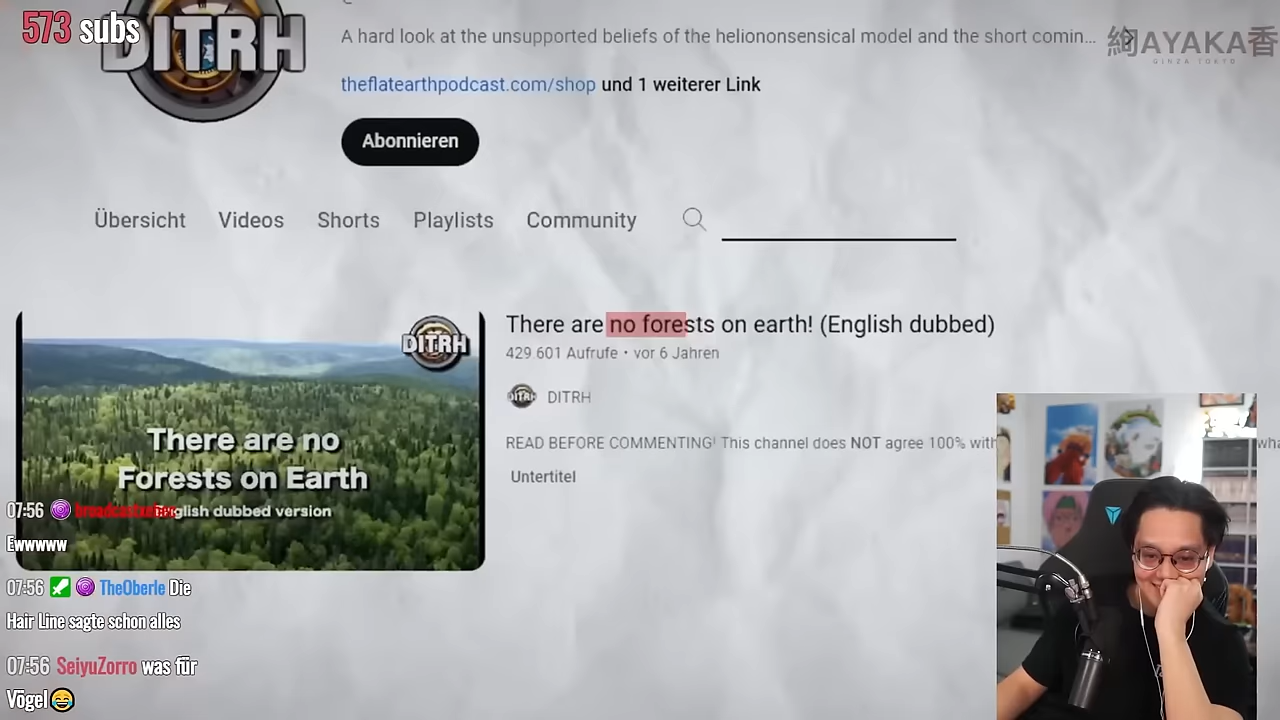 573 subs
DITRH
A hard look at the unsupported beliefs of the heliononsensical model and the short comin...
絢AYAKA香
GINZA TOKYO
theflatearthpodcast.com/shop und 1 weiterer Link
Abonnieren
Übersicht Videos Shorts Playlists Community
There are no forests on earth! (English dubbed)
429 601 Aufrufe • vor 6 Jahren
DITRH
DITRH
READ BEFORE COMMENTING! This channel does NOT agree 100% with
wha
Untertitel
DITRH
There are no
Forests on Earth
English dubbed version
07:56
Ewwwww
07:56 TheOberle Die
Hair Line sagte schon alles
07:56 SeiyuZorro was für
Vögel😂